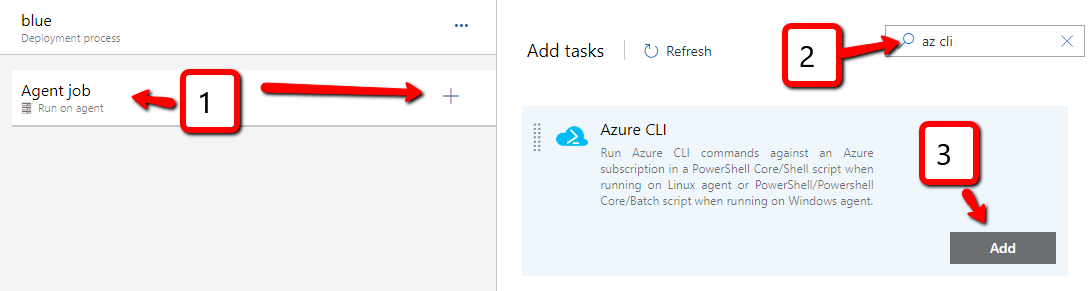 blue
...
Deployment process
Agent job
Run on agent
1
Add tasks
Refresh
2
az cli
Azure CLI
Run Azure CLI commands against an Azure
subscription in a PowerShell Core/Shell script when
running on Linux agent or PowerShell/Powershell
Core/Batch script when running on Windows agent.
3
Add